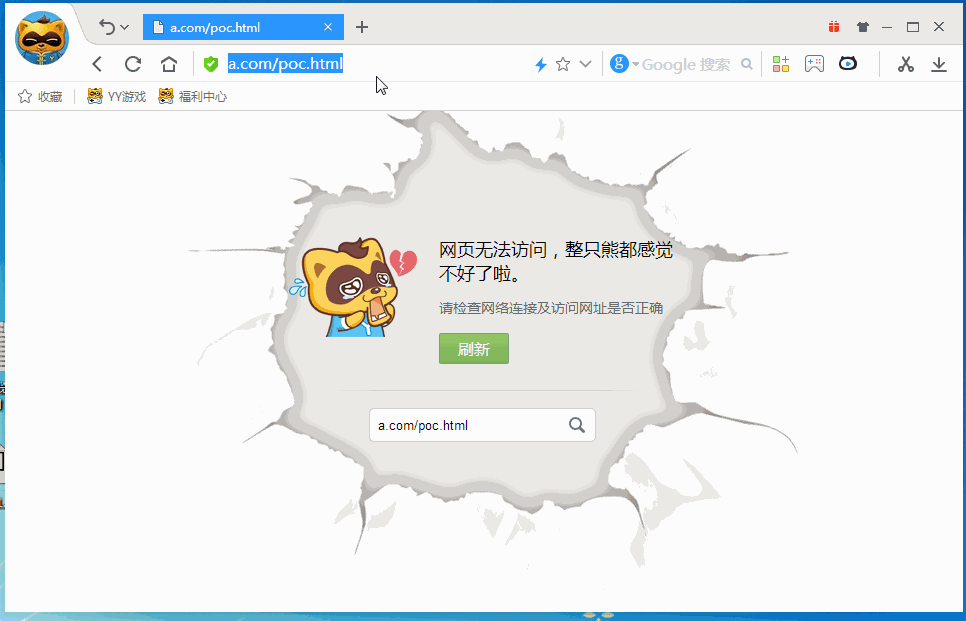 a.com/poc.html
a.com/poc.html
Google 搜索
收藏
YY游戏
福利中心
网页无法访问，整只熊都感觉
不好了啦。
请检查网络连接及访问网址是否正确
刷新
a.com/poc.html